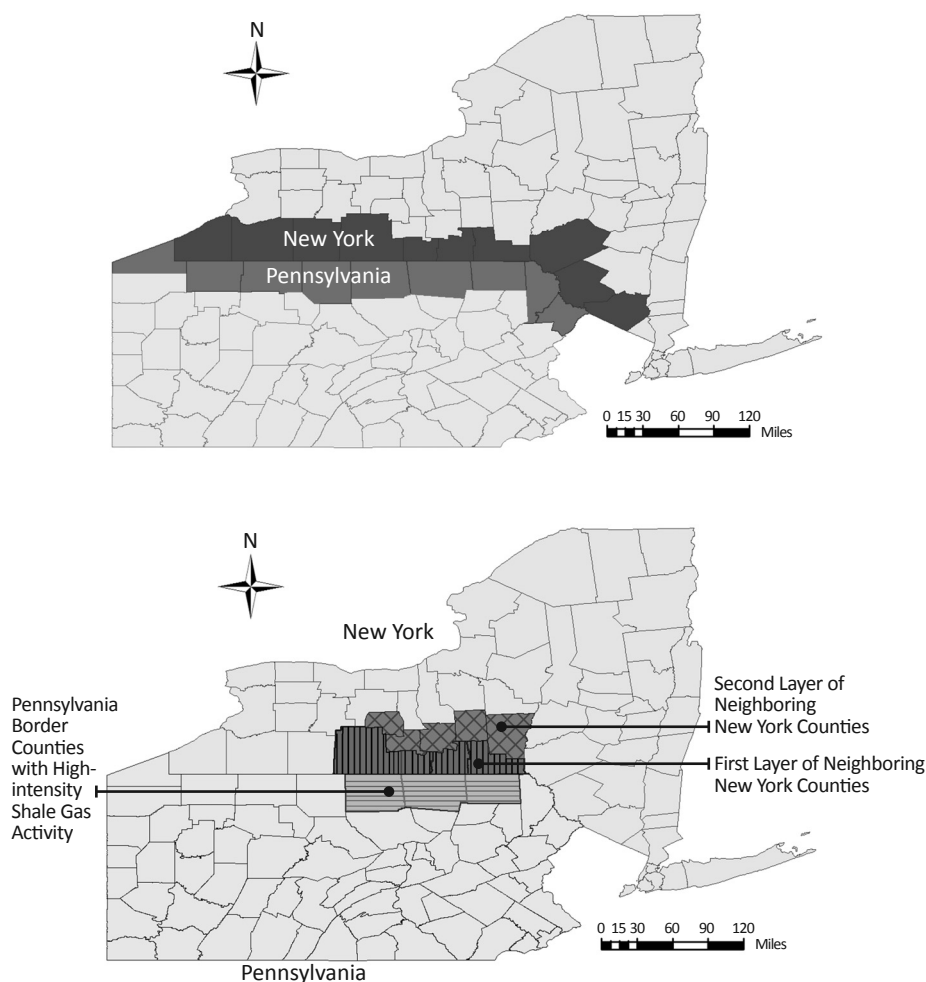 N
New York
Pennsylvania
0 15 30 60 90 120
Miles
N
New York
Pennsylvania
Border
Counties
with High-
intensity
Shale Gas
Activity
Second Layer of
Neighboring
New York Counties
First Layer of Neighboring
New York Counties
0 15 30 60 90 120
Miles
Pennsylvania